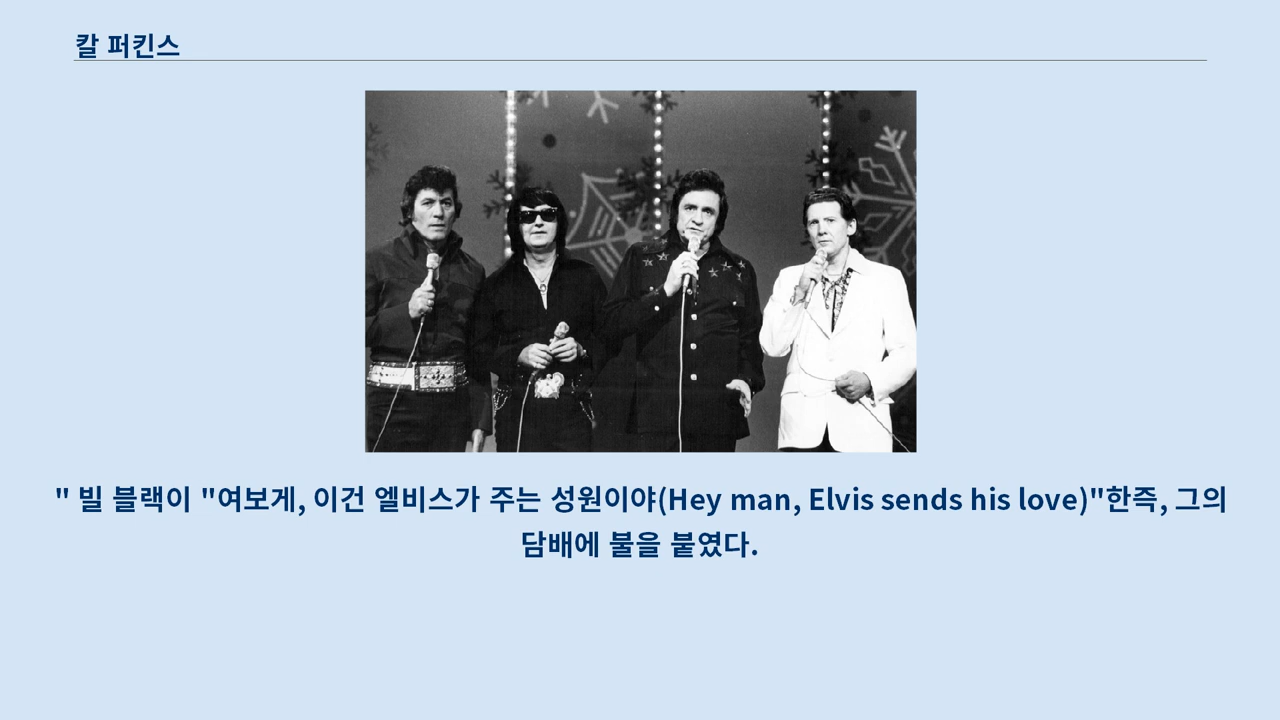 칼 퍼킨스
" 빌 블랙이 "여보게, 이건 엘비스가 주는 성원이야(Hey man, Elvis sends his love)"한즉, 그의
담배에 불을 붙였다.